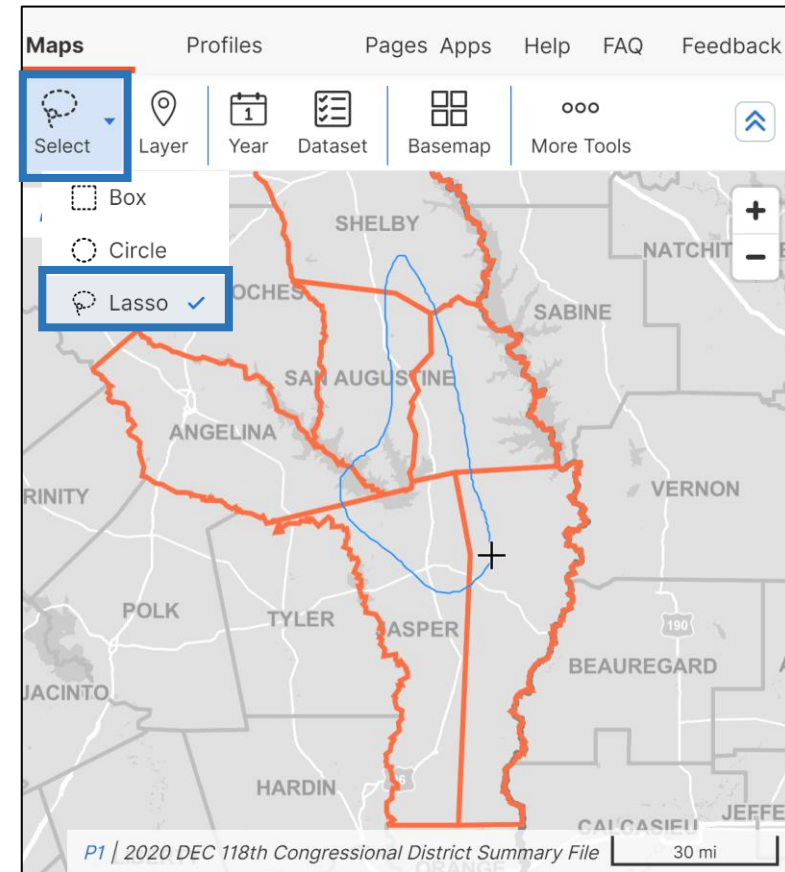 Maps Profiles Pages Apps Help FAQ Feedback
1
Select Layer Year Dataset Basemap More Tools
Box
Circle
Lasso
+
−
SHELBY
NATCHIT
OCHES
SABINE
SAN AUGUSTINE
ANGELINA
RINITY
VERNON
POLK
TYLER
JASPER
190
BEAUREGARD
JACINTO
96
HARDIN
JEFFE
CALCASIEU
P1 | 2020 DEC 118th Congressional District Summary File
30 mi
ORANGE